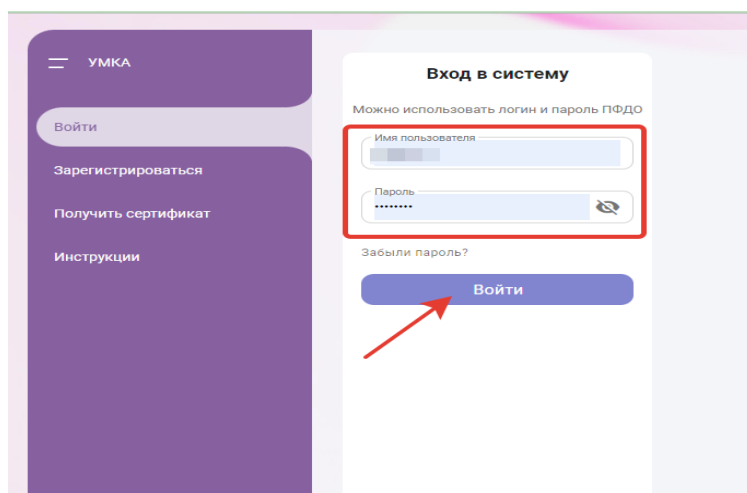 УМКА
Войти
Зарегистрироваться
Получить сертификат
Инструкции
Вход в систему
Можно использовать логин и пароль ПФДО
Имя пользователя
Пароль
••••••••
Забыли пароль?
Войти